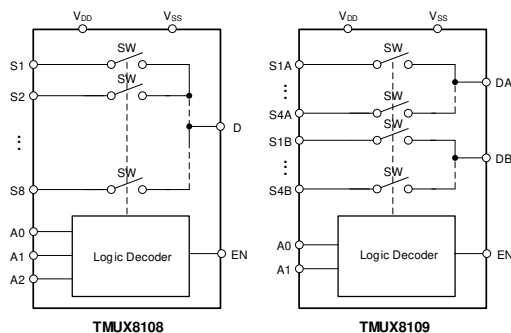 VDD
VSS
SW
S1
SW
S2
D
⋮
SW
S8
A0
A1
Logic Decoder
EN
A2
TMUX8108
VDD
VSS
SW
S1A
DA
⋮
SW
S4A
SW
S1B
DB
⋮
SW
S4B
A0
Logic Decoder
EN
A1
TMUX8109